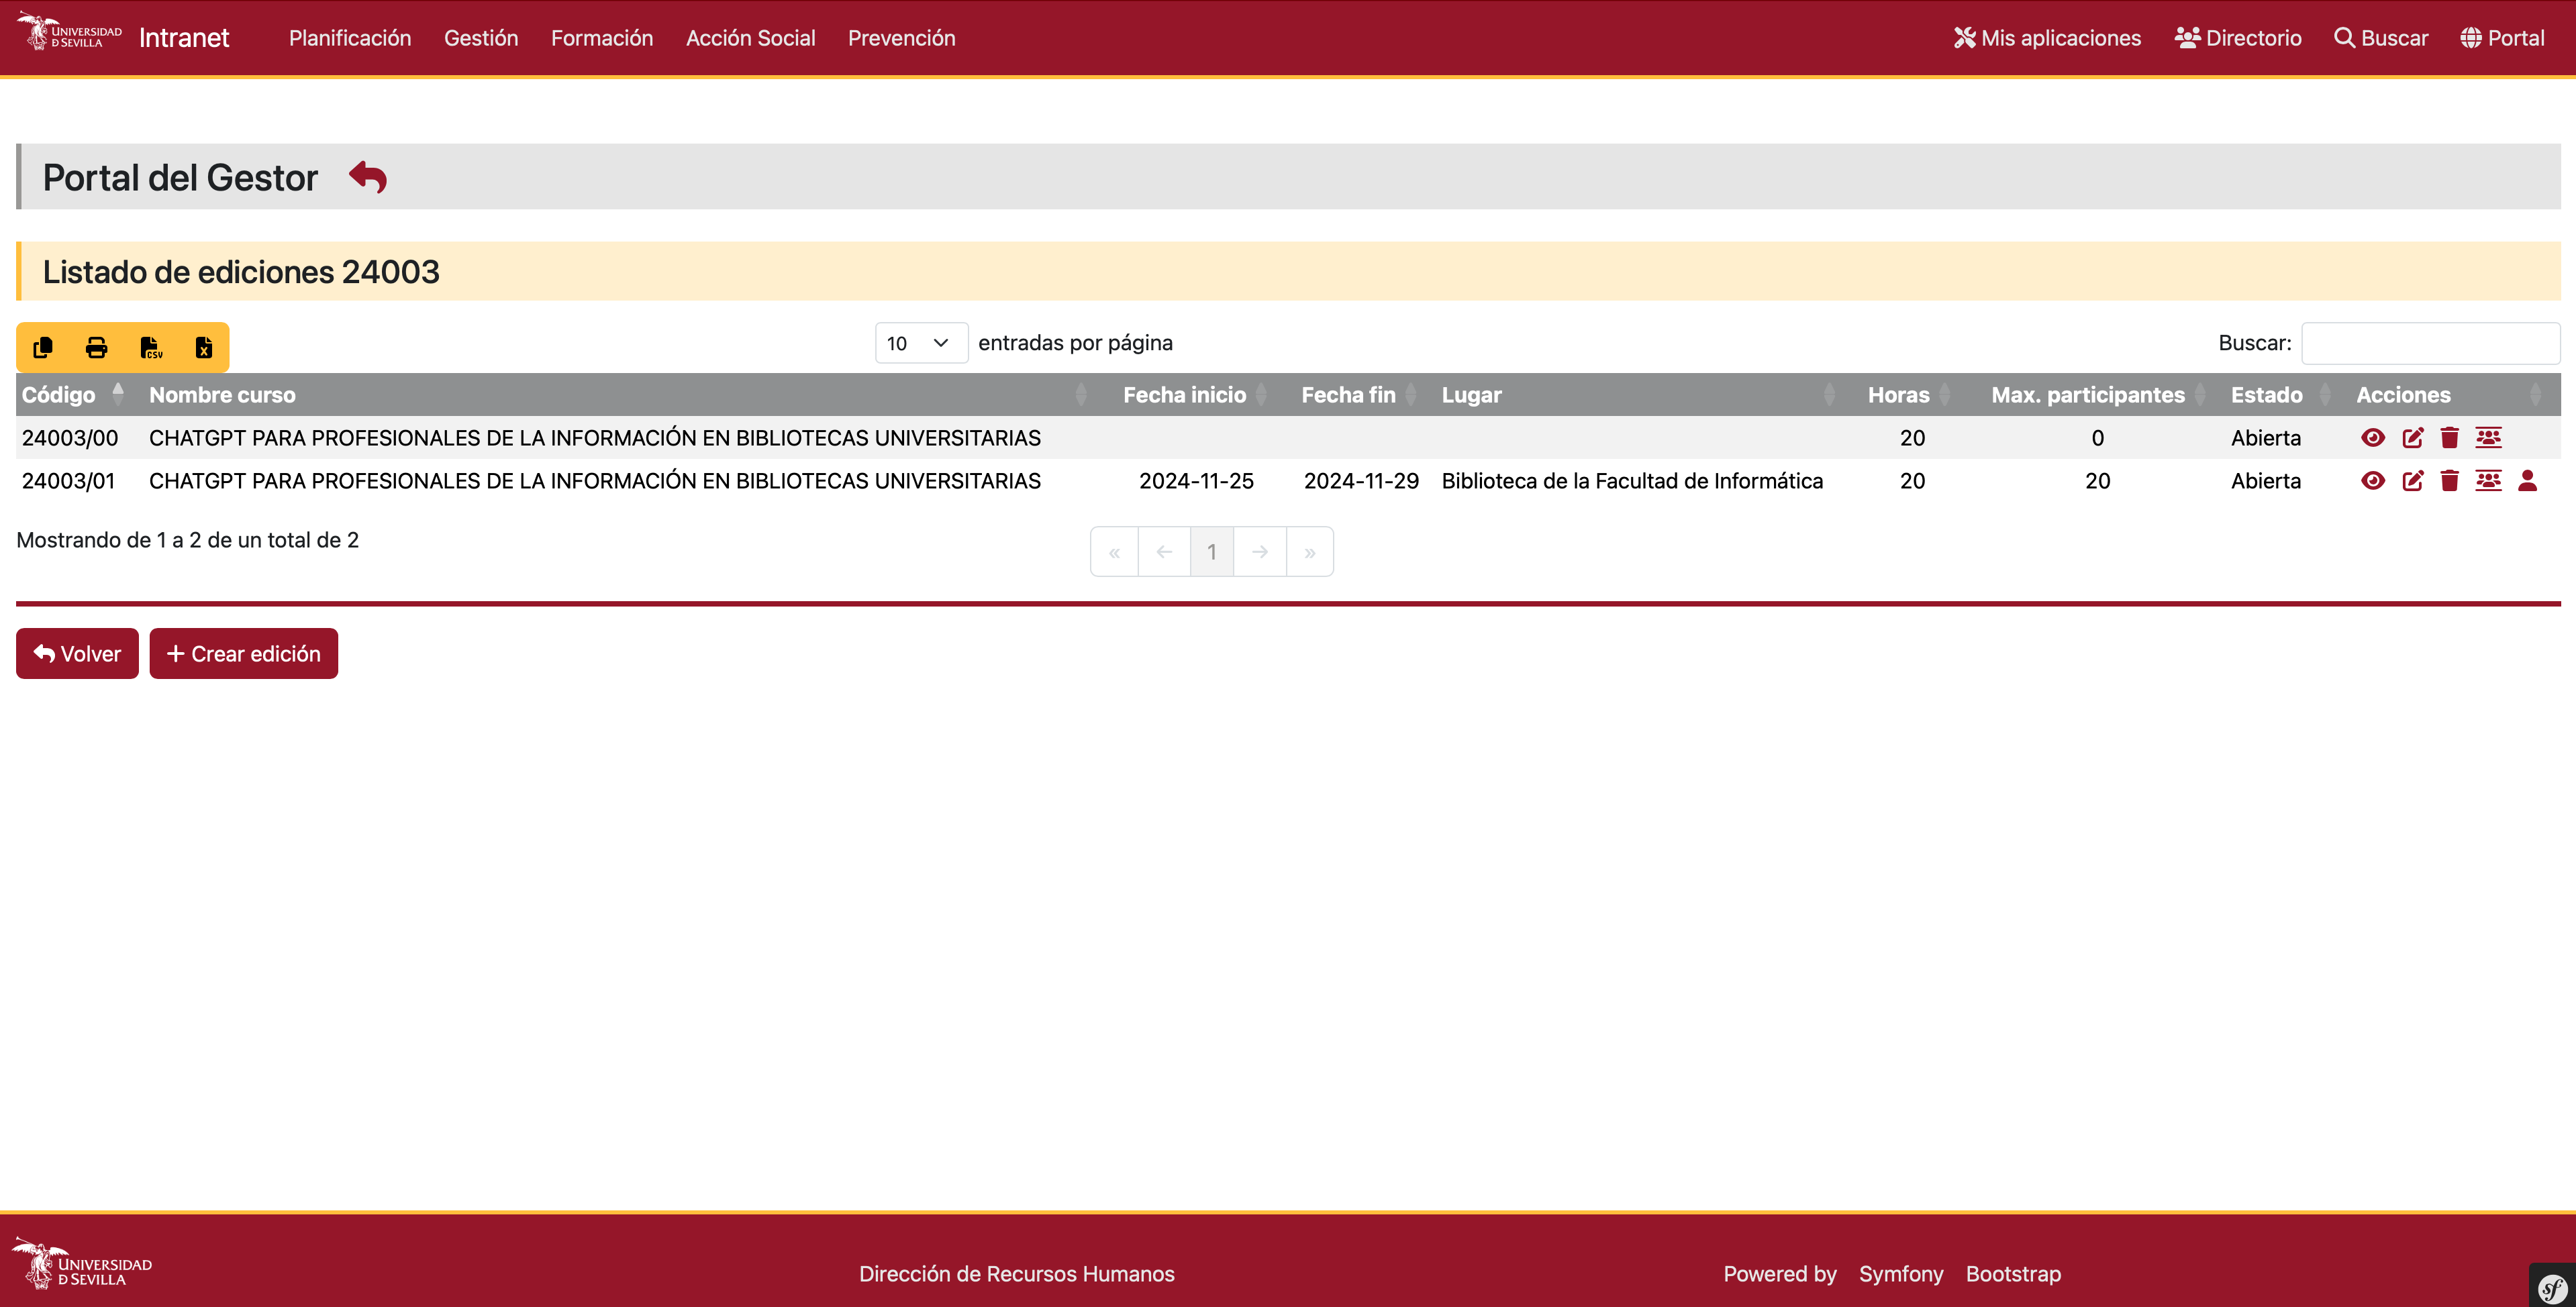 UNIVERSIDAD
D SEVILLA
Intranet Planificación Gestión Formación Acción Social Prevención Mis aplicaciones Directorio Buscar Portal
Portal del Gestor
Listado de ediciones 24003
CSV X 10 entradas por página Buscar:
Código Nombre curso Fecha inicio Fecha fin Lugar Horas Max. participantes Estado Acciones
24003/00 CHATGPT PARA PROFESIONALES DE LA INFORMACIÓN EN BIBLIOTECAS UNIVERSITARIAS 20 0 Abierta
24003/01 CHATGPT PARA PROFESIONALES DE LA INFORMACIÓN EN BIBLIOTECAS UNIVERSITARIAS 2024-11-25 2024-11-29 Biblioteca de la Facultad de Informática 20 20 Abierta
Mostrando de 1 a 2 de un total de 2 « ← 1 → »
Volver + Crear edición
UNIVERSIDAD
D SEVILLA
Dirección de Recursos Humanos Powered by Symfony Bootstrap
sf